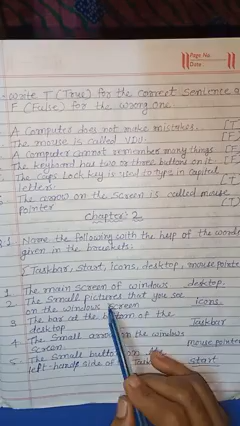 Page No.
Date:
- Write T (True) for the correct sentence a
F (False) for the wrong one.
A Computer does not make mistakes. [T
The mouse is called VDU. [F
A computer cannot remember many things [F
The keyboard has two or three buttons on it. [F
The Caps Lock key is used to type in capital
letters. [T
The arrow on the screen is called mouse
pointer (T)
Chapter 2
Q 1. Name the following with the help of the words
given in the brackets.
[Taskbar, start, Icons, desktop, mouse pointe
1 The main screen of windows desktop.
2 The small pictures that you see
on the windows screen Icons
3 The bar at the bottom of the
desktop Taskbar
4 The small arrow on the windows
screen. mouse pointer
5 The small button on the
left-hand side of Task start